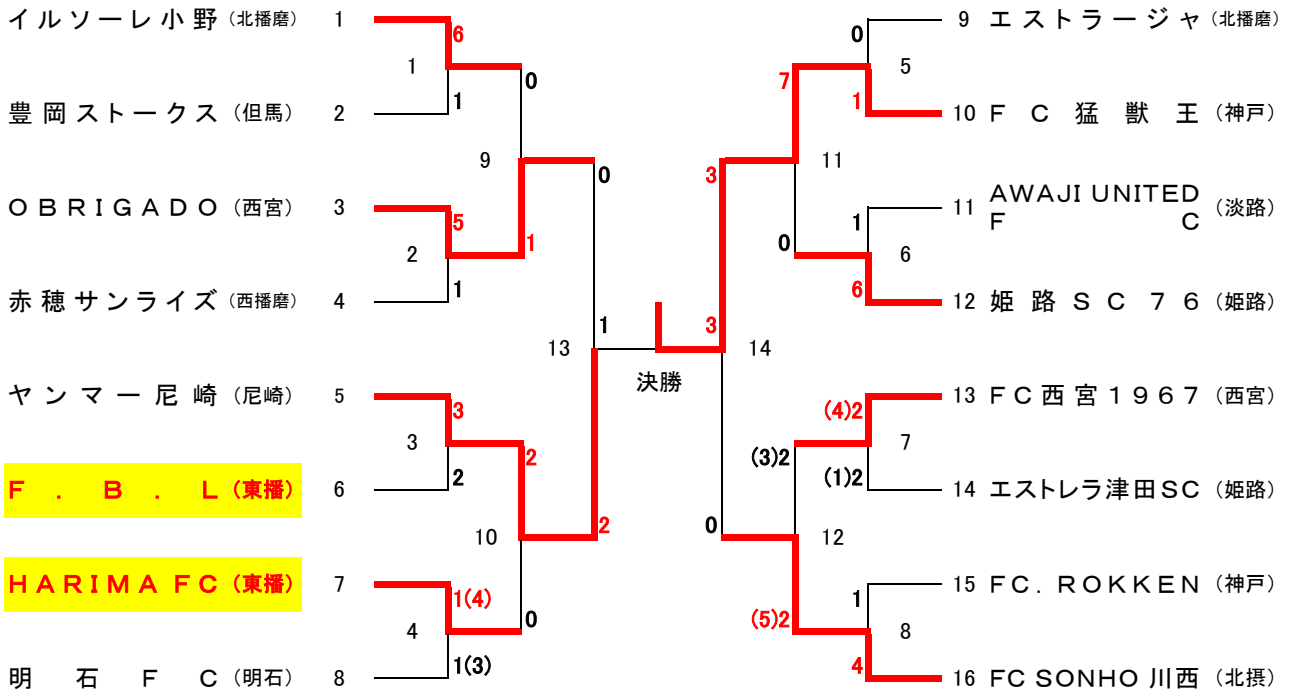 イルソーレ小野 (北播磨) 1
6
1
0
1
豊岡ストークス (但馬) 2
9
0
OBRIGADO (西宮) 3
5
1
2
1
赤穂サンライズ (西播磨) 4
13
1
ヤンマー尼崎 (尼崎) 5
3
3
2
2
F.B.L (東播) 6
10
2
HARIMA FC (東播) 7
1(4)
4
0
1(3)
明石FC (明石) 8
決勝
9 エストラージャ (北播磨)
0
5
7
1
10 FC猛獣王 (神戸)
11
3
11 AWAJI UNITED
FC (淡路)
1
0
6
6
12 姫路SC76 (姫路)
3
14
13 FC西宮1967 (西宮)
(4)2
7
(3)2
(1)2
14 エストレラ津田SC (姫路)
0
12
15 FC.ROKKEN (神戸)
1
(5)2
8
4
16 FC SONHO 川西 (北摂)